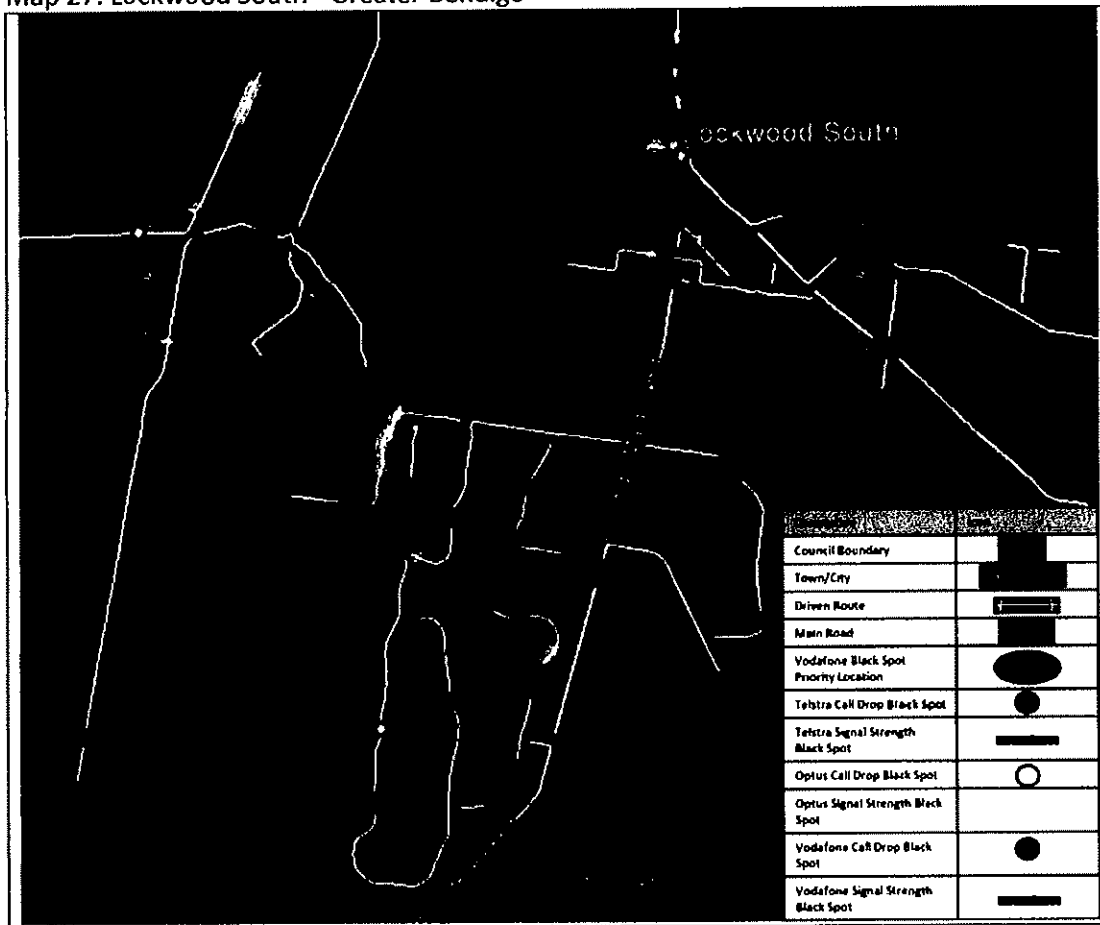 Map 27: Lockwood South - Greater Bendigo
ockwood South
Council Boundary
Town/City
Driven Route
Main Road
Vodafone Black Spot
Priority Location
Telstra Call Drop Black Spot
Telstra Signal Strength
Black Spot
Optus Call Drop Black Spot
Optus Signal Strength Black
Spot
Vodafone Call Drop Black
Spot
Vodafone Signal Strength
Black Spot